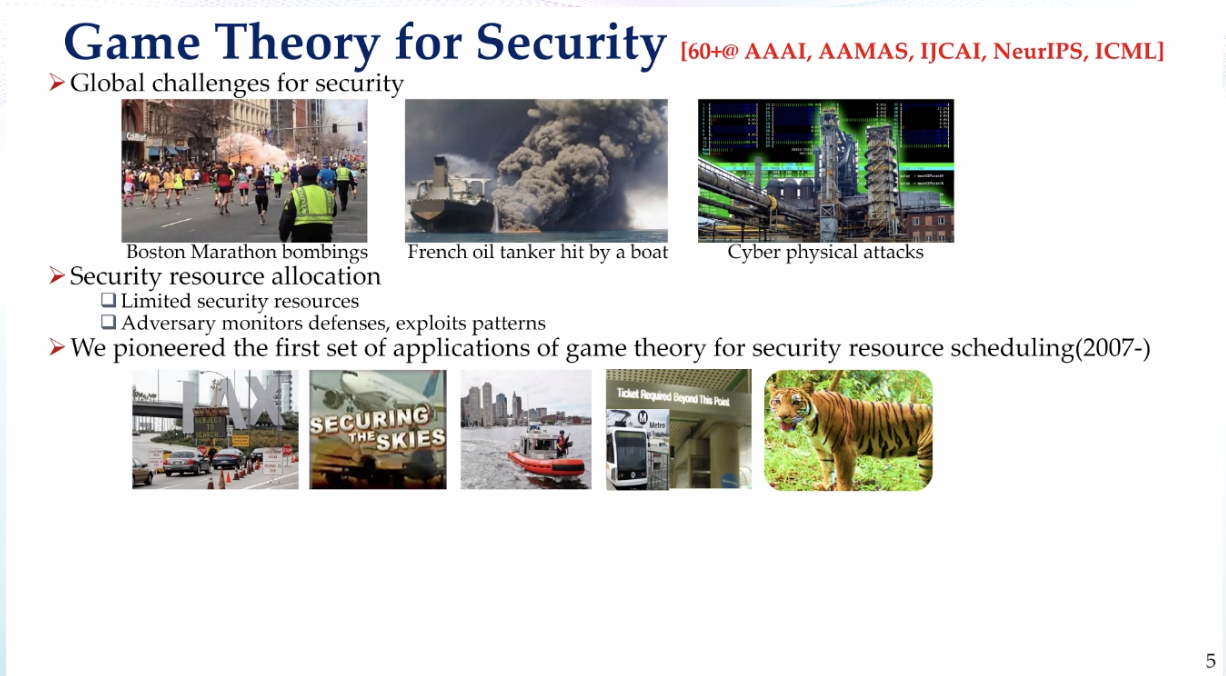 Game Theory for Security [60+@ AAAI, AAMAS, IJCAI, NeurIPS, ICML]
Global challenges for security
Boston Marathon bombings French oil tanker hit by a boat Cyber physical attacks
Security resource allocation
Limited security resources
Adversary monitors defenses, exploits patterns
We pioneered the first set of applications of game theory for security resource scheduling(2007-)
LAX
SUBJECT
TO
SEARCH
SECURING
THE SKIES
Ticket Required Beyond This Point
M
Metro
5